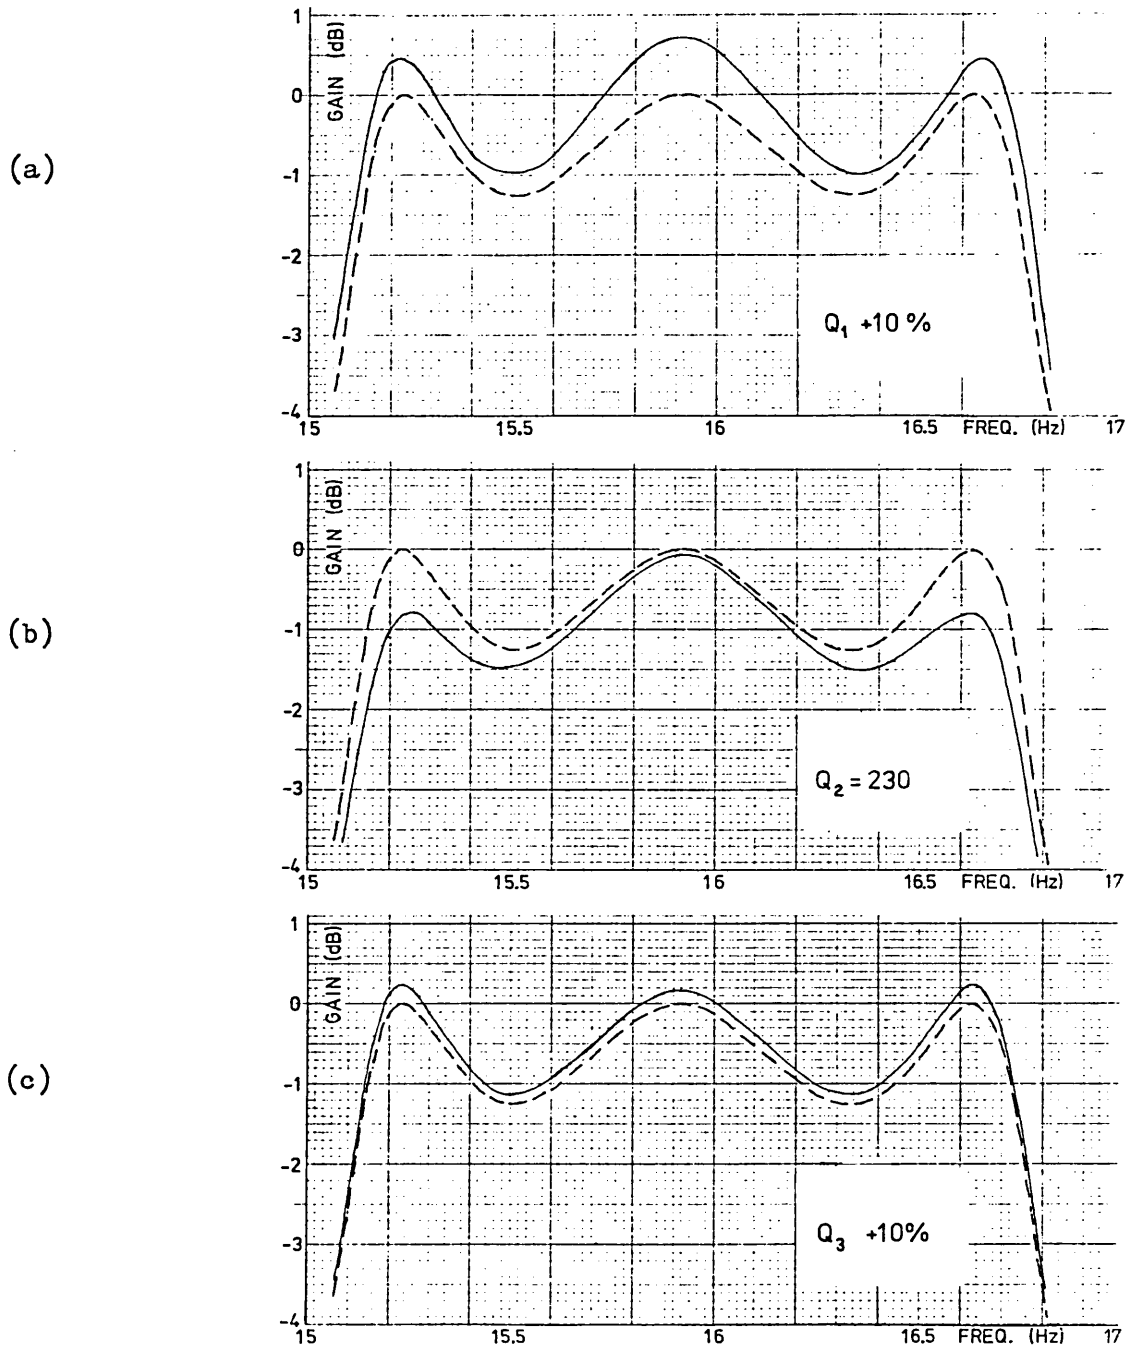 (a)
GAIN (dB)
1
0
-1
-2
-3
-4
Q₁ +10 %
15 15.5 16 16.5 FREQ. (Hz) 17
(b)
GAIN (dB)
1
0
-1
-2
-3
-4
Q₂ = 230
15 15.5 16 16.5 FREQ. (Hz) 17
(c)
GAIN (dB)
1
0
-1
-2
-3
-4
Q₃ +10%
15 15.5 16 16.5 FREQ. (Hz) 17